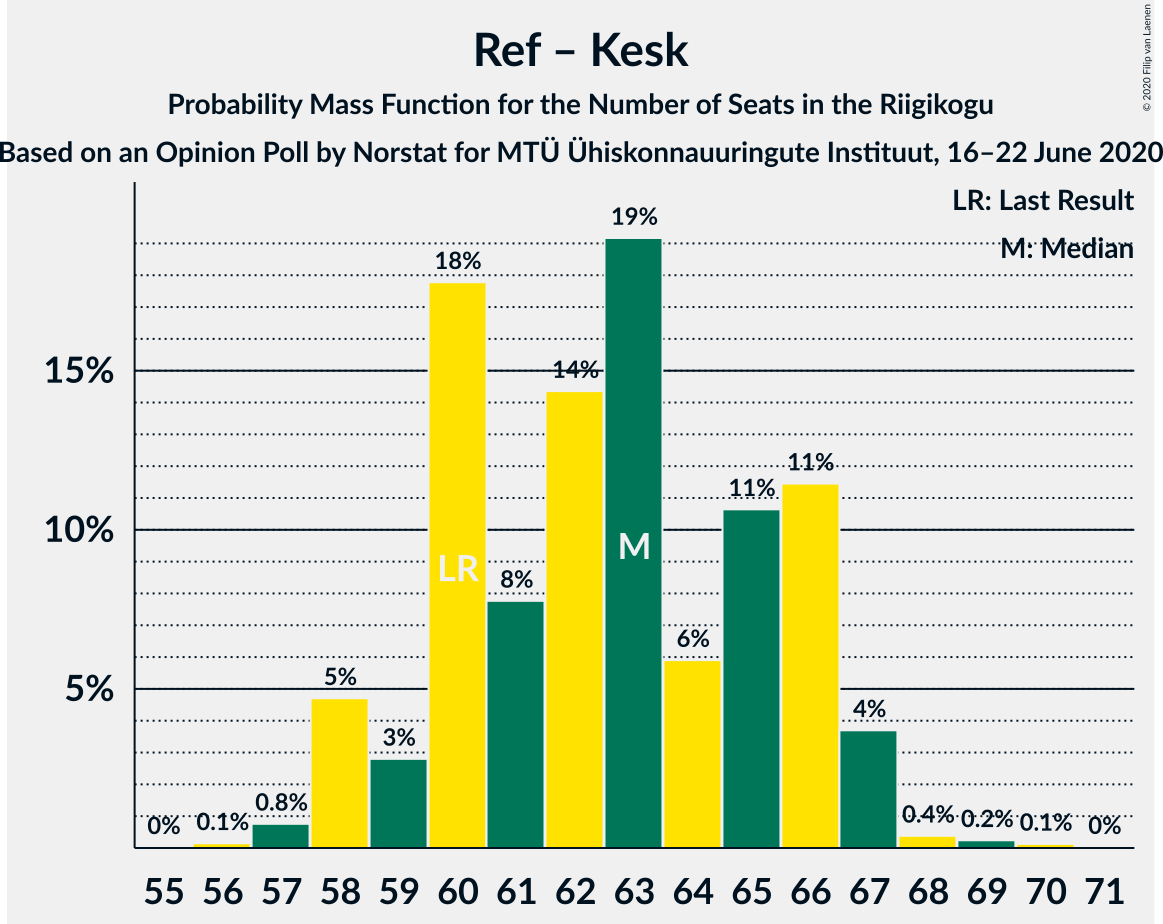 Ref – Kesk
Probability Mass Function for the Number of Seats in the Riigikogu
Based on an Opinion Poll by Norstat for MTÜ Ühiskonnauuringute Instituut, 16–22 June 2020
© 2020 Filip van Laenen
LR: Last Result
M: Median
15%
10%
5%
0%
0.1%
0.8%
5%
3%
18%
8%
14%
19%
6%
11%
11%
4%
0.4%
0.2%
0.1%
0%
LR
M
55 56 57 58 59 60 61 62 63 64 65 66 67 68 69 70 71